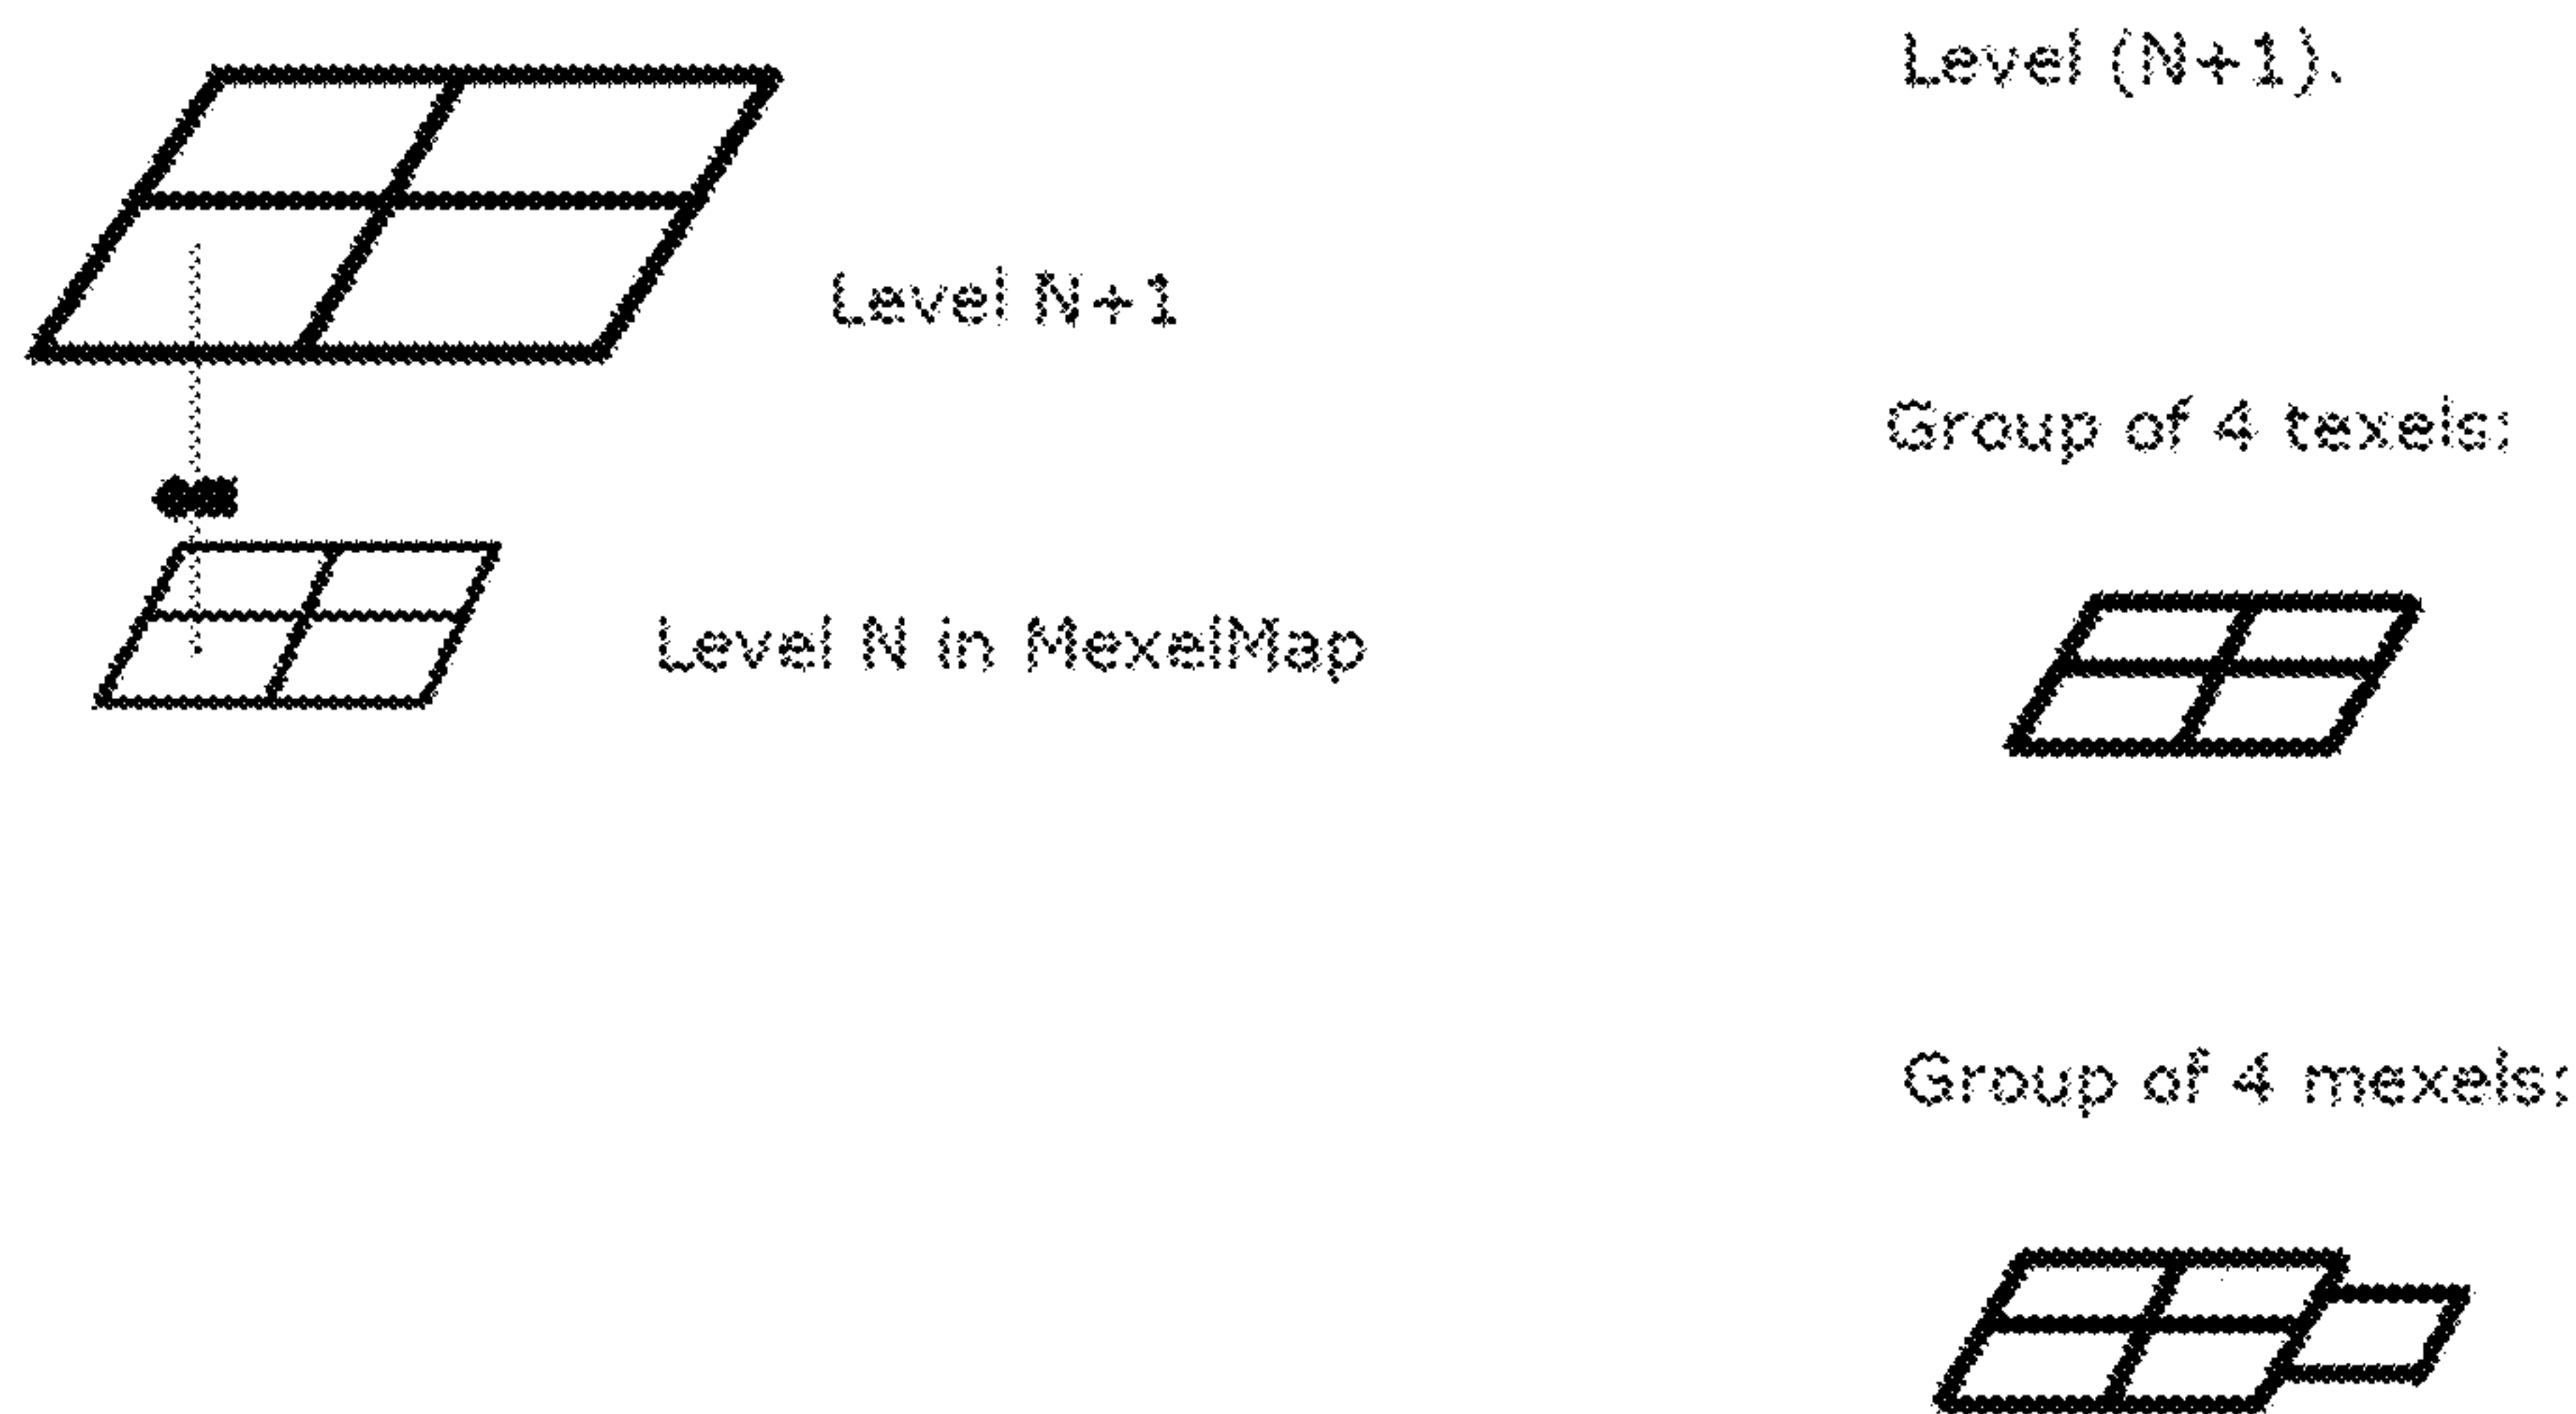 Level (N+1).
Level N+1
Group of 4 texels:
Level N in MexelMap
Group of 4 mexels: